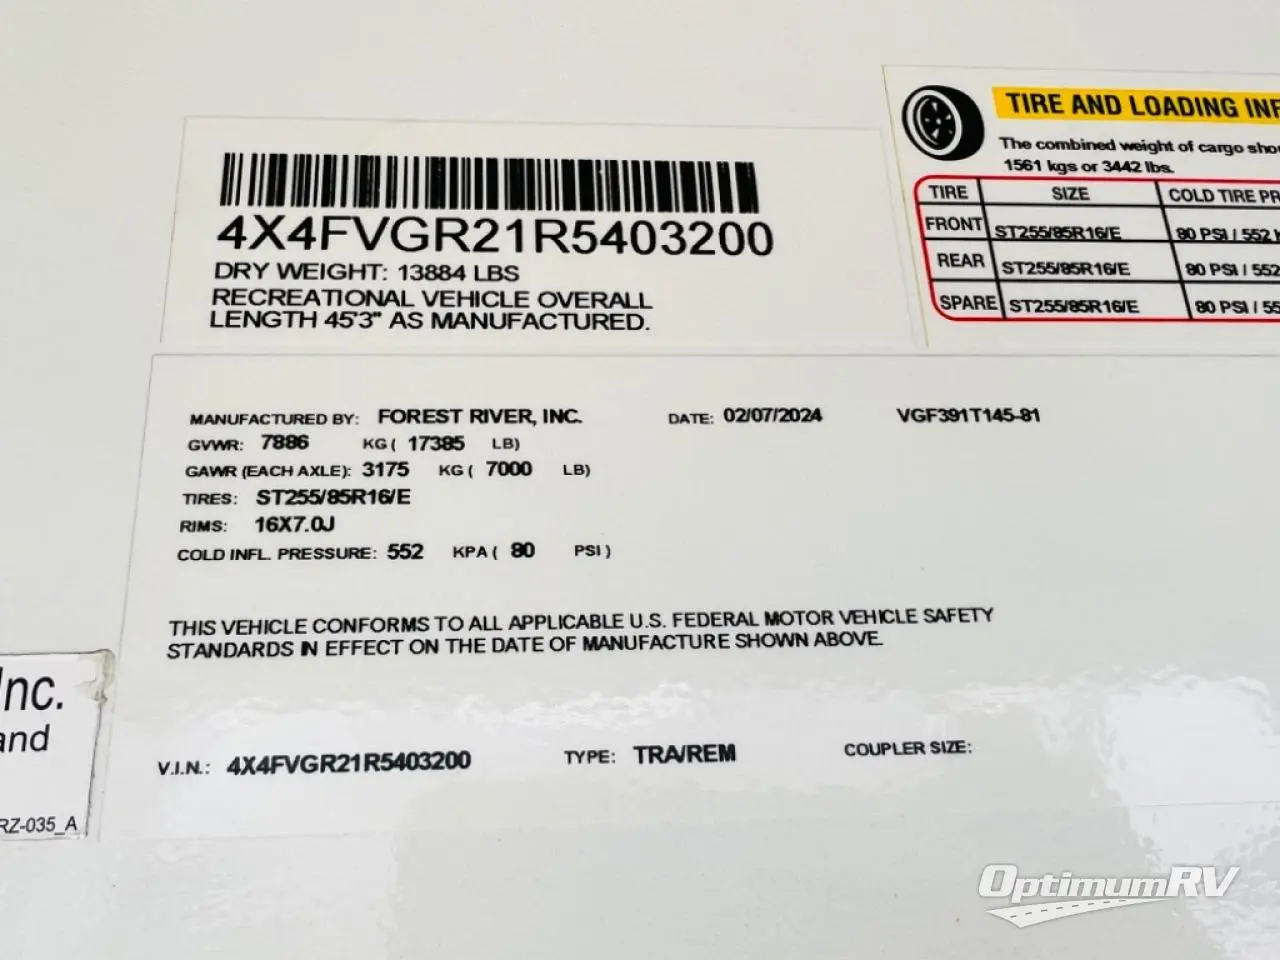 4X4FVGR21R5403200
DRY WEIGHT: 13884 LBS
RECREATIONAL VEHICLE OVERALL
LENGTH 45'3" AS MANUFACTURED.
TIRE AND LOADING INF
The combined weight of cargo shou
1561 kgs or 3442 lbs.
TIRE SIZE COLD TIRE PR
FRONT ST255/85R16/E 80 PSI / 552 K
REAR ST255/85R16/E 80 PSI / 552
SPARE ST255/85R16/E 80 PSI / 55
MANUFACTURED BY: FOREST RIVER, INC. DATE: 02/07/2024 VGF391T145-81
GVWR: 7886 KG ( 17385 LB)
GAWR (EACH AXLE): 3175 KG ( 7000 LB)
TIRES: ST255/85R16/E
RIMS: 16X7.0J
COLD INFL. PRESSURE: 552 KPA ( 80 PSI )
THIS VEHICLE CONFORMS TO ALL APPLICABLE U.S. FEDERAL MOTOR VEHICLE SAFETY
STANDARDS IN EFFECT ON THE DATE OF MANUFACTURE SHOWN ABOVE.
V.I.N.: 4X4FVGR21R5403200 TYPE: TRA/REM COUPLER SIZE:
Inc.
and
RZ-035_A
OptimumRV